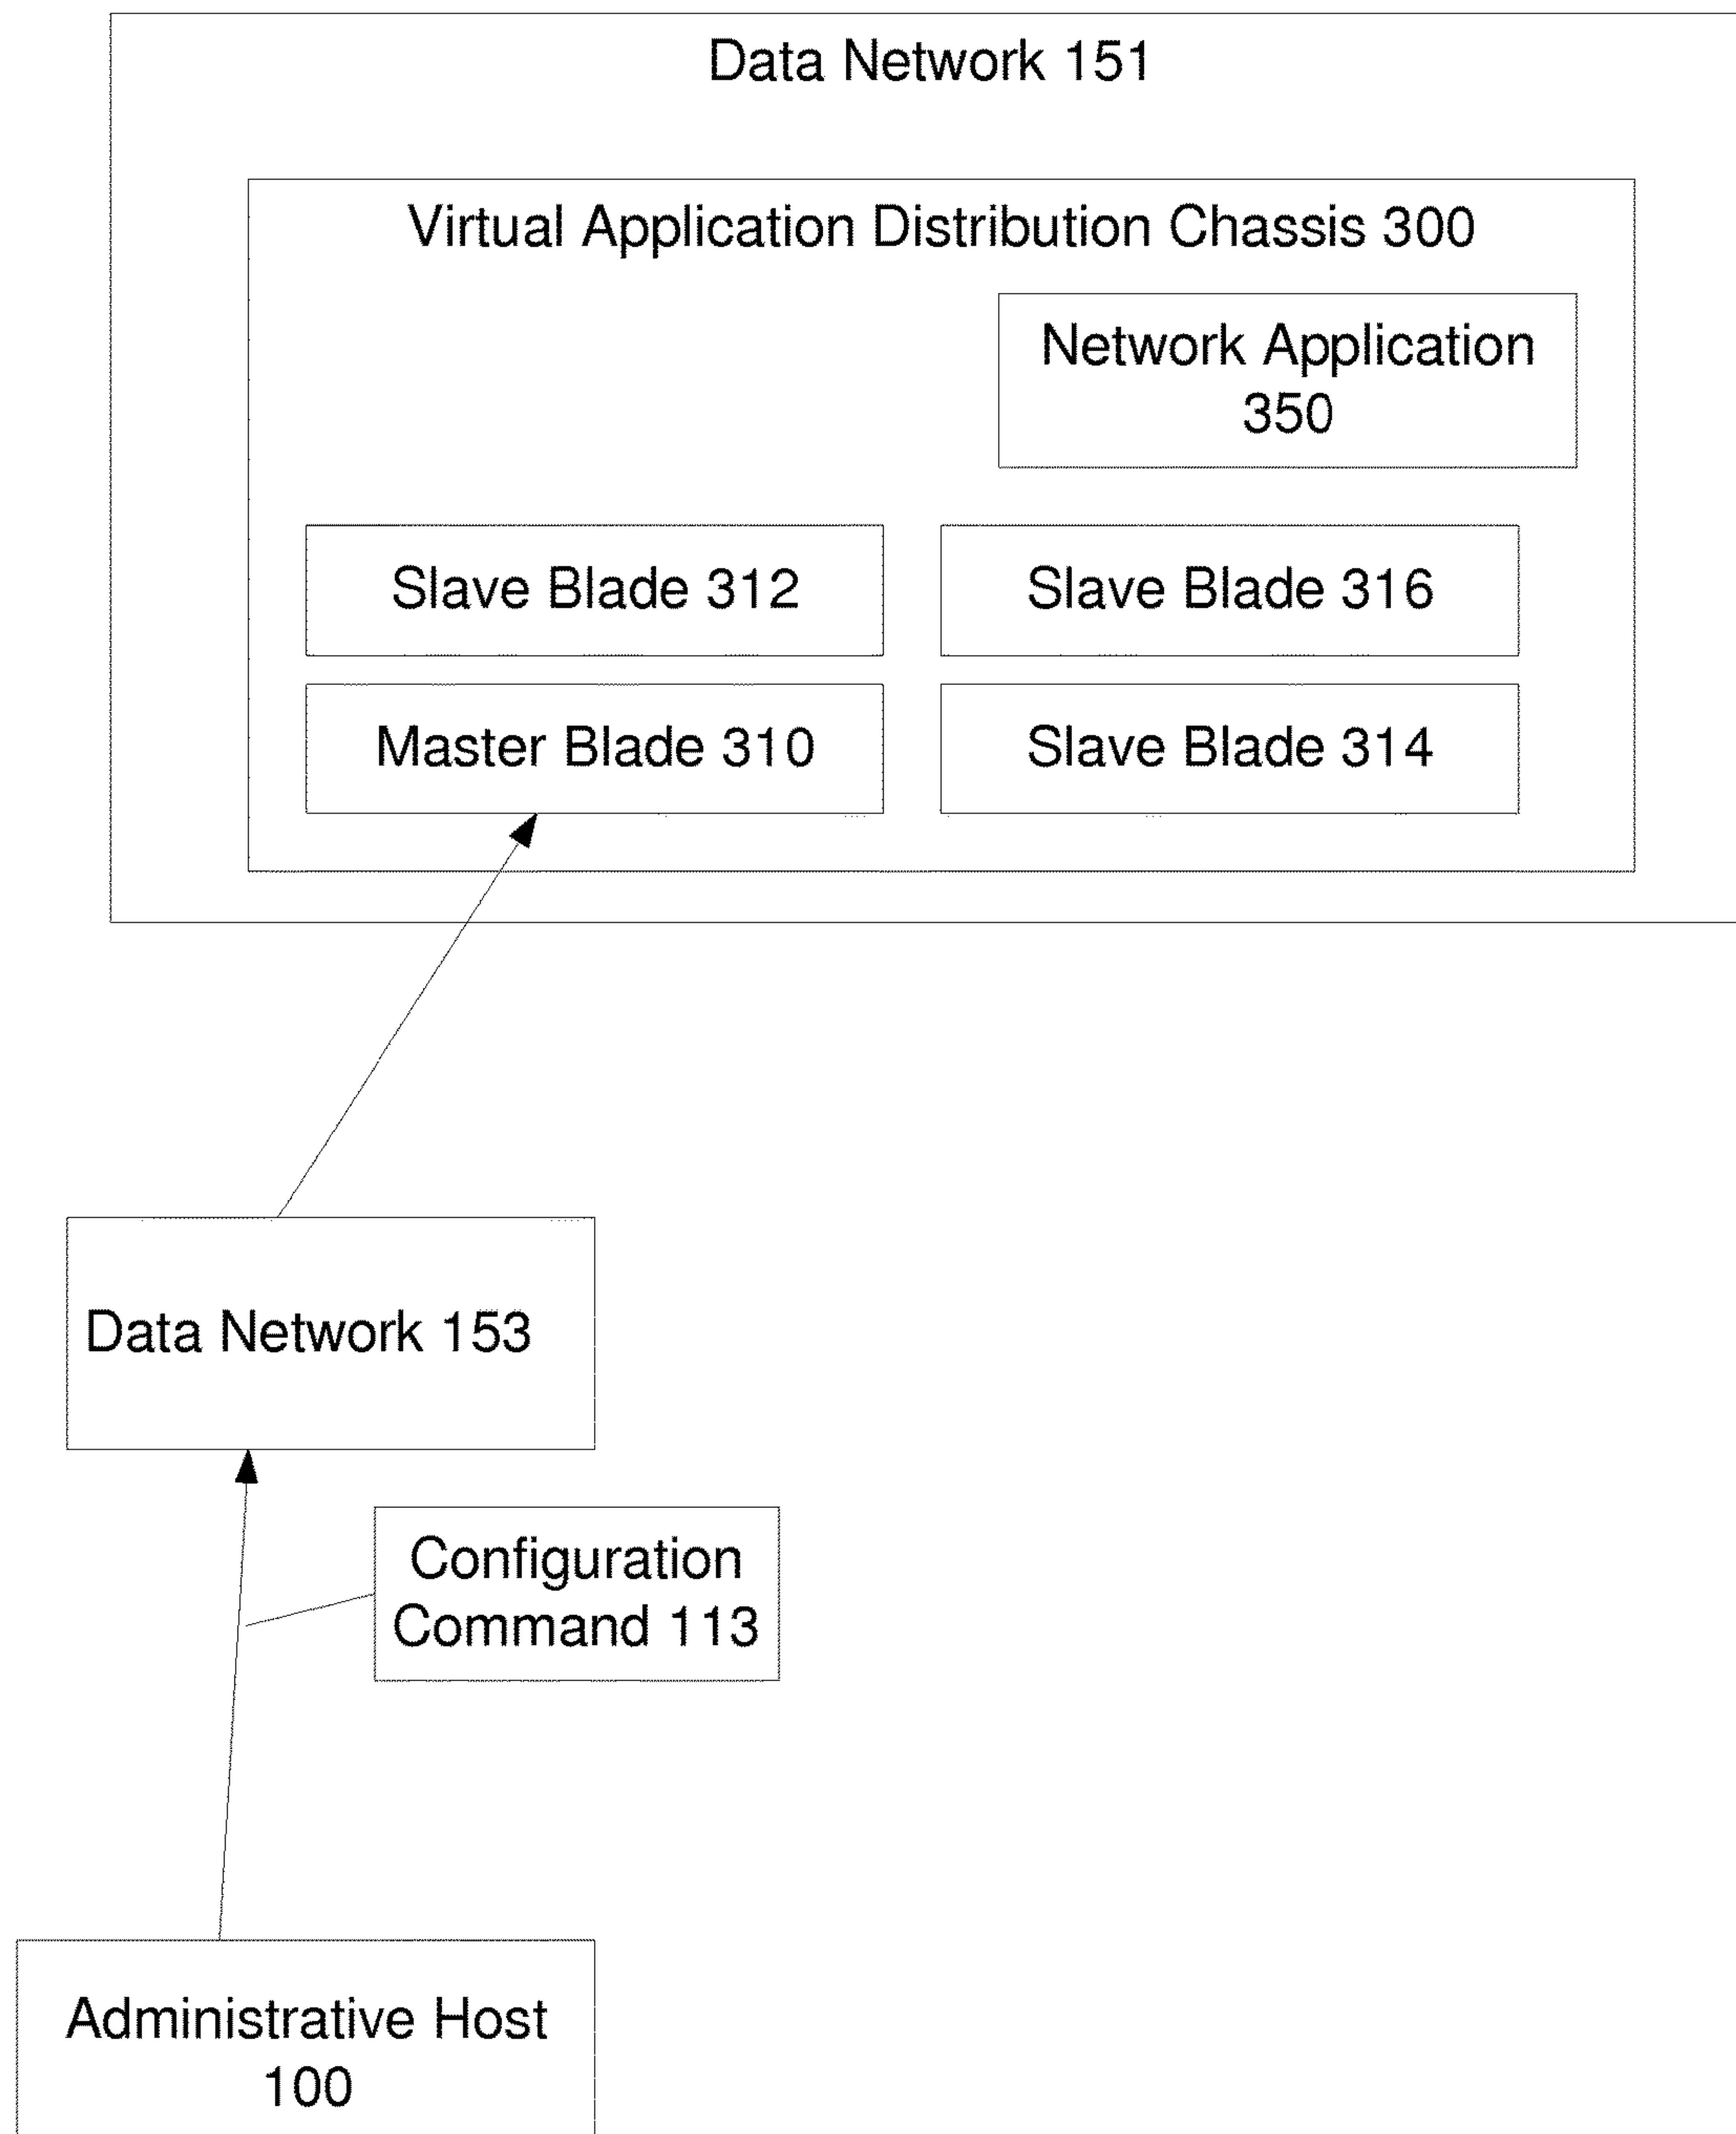 Data Network 151
Virtual Application Distribution Chassis 300
Network Application
350
Slave Blade 312
Slave Blade 316
Master Blade 310
Slave Blade 314
Data Network 153
Configuration
Command 113
Administrative Host
100